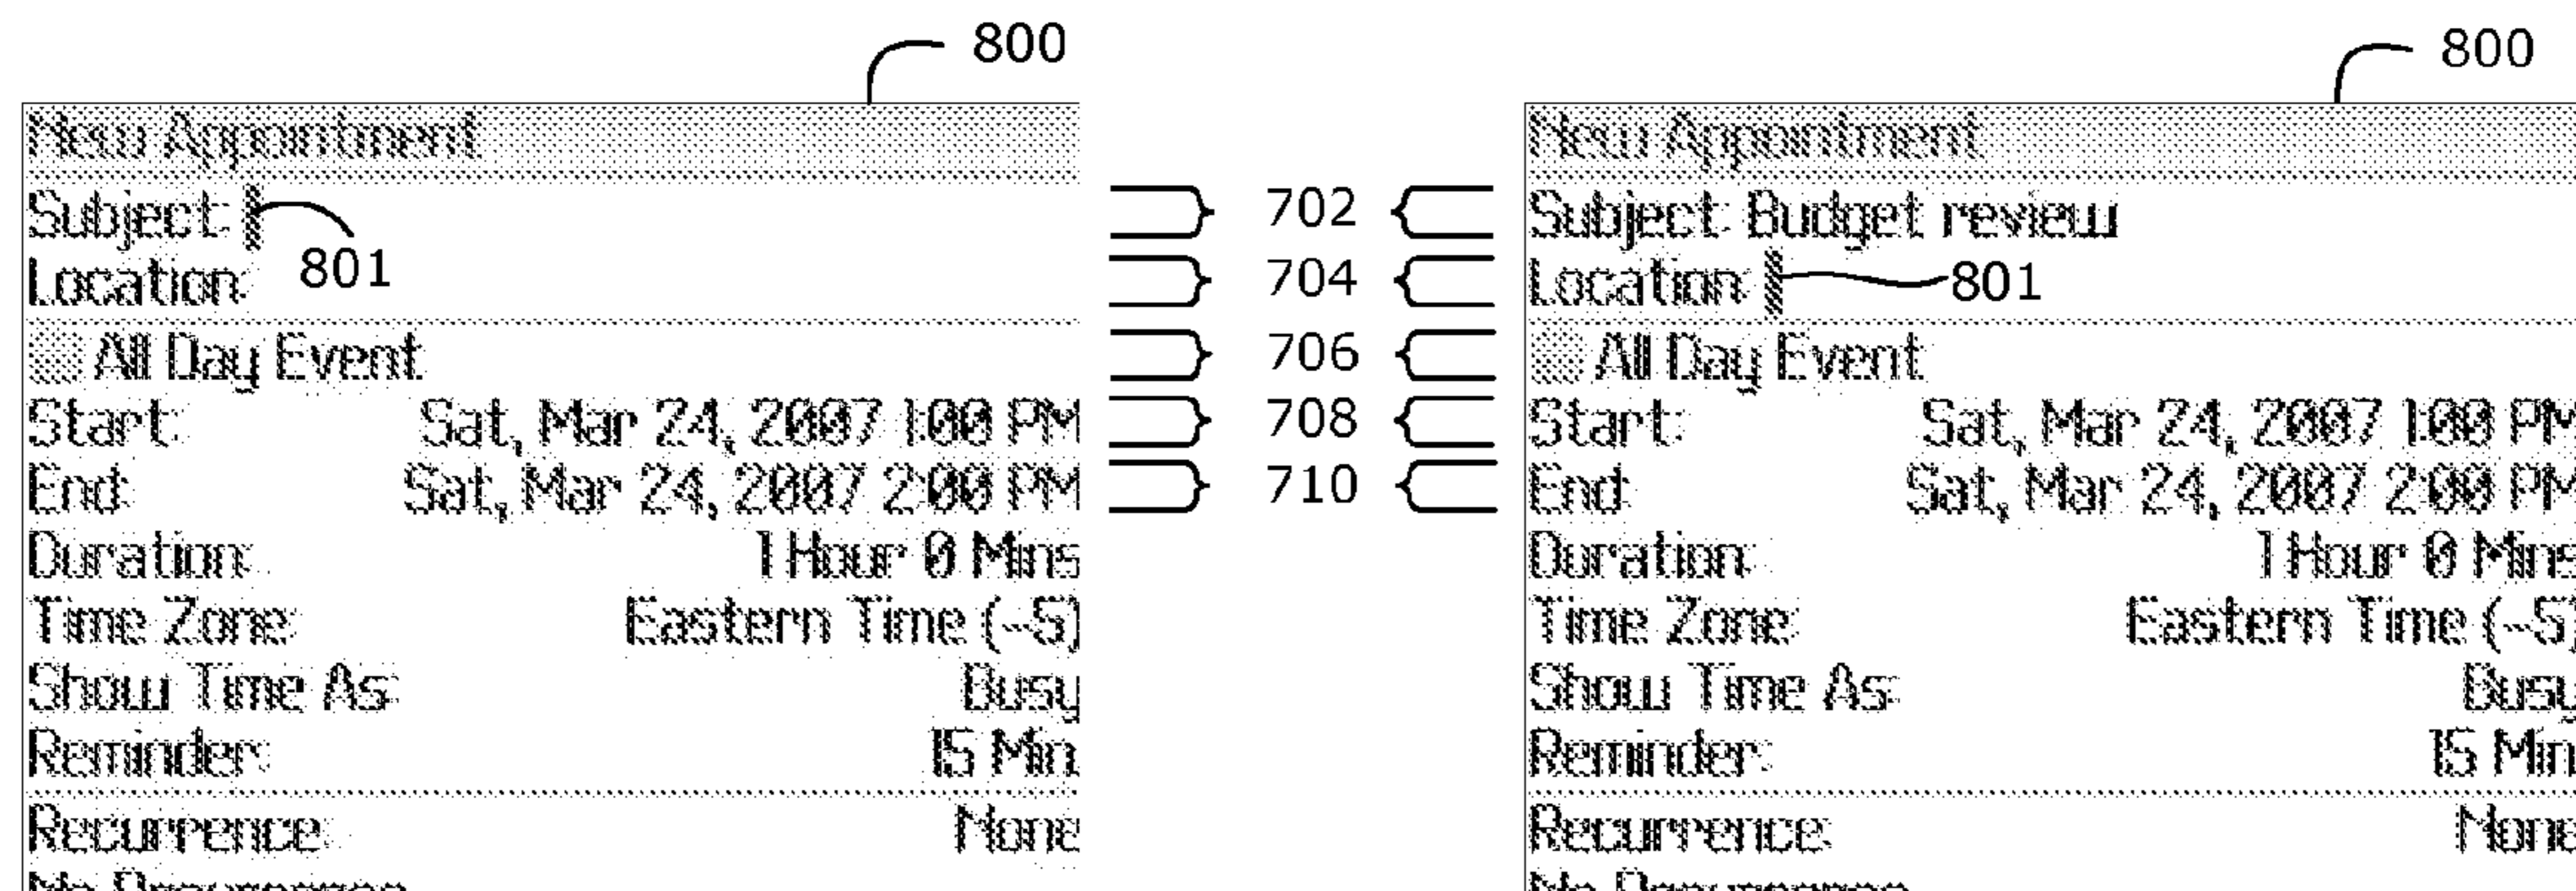 800
New Appointment
Subject:
801
Location:
All Day Event
Start: Sat, Mar 24, 2007 1:00 PM
End: Sat, Mar 24, 2007 2:00 PM
Duration: 1 Hour 0 Mins
Time Zone: Eastern Time (-5)
Show Time As: Busy
Reminder: 15 Min.
Recurrence: None
No Recurrence
702
704
706
708
710
800
New Appointment
Subject: Budget review
Location: 801
All Day Event
Start: Sat, Mar 24, 2007 1:00 PM
End: Sat, Mar 24, 2007 2:00 PM
Duration: 1 Hour 0 Mins
Time Zone: Eastern Time (-5)
Show Time As: Busy
Reminder: 15 Min
Recurrence: None
No Recurrence